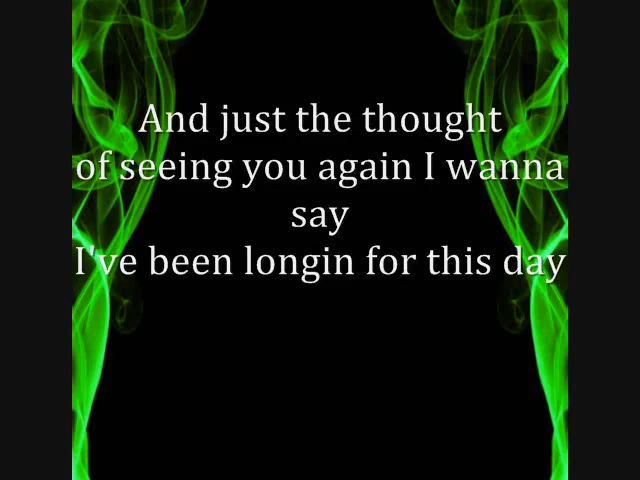 And just the thought
of seeing you again I wanna
say
I've been longin for this day